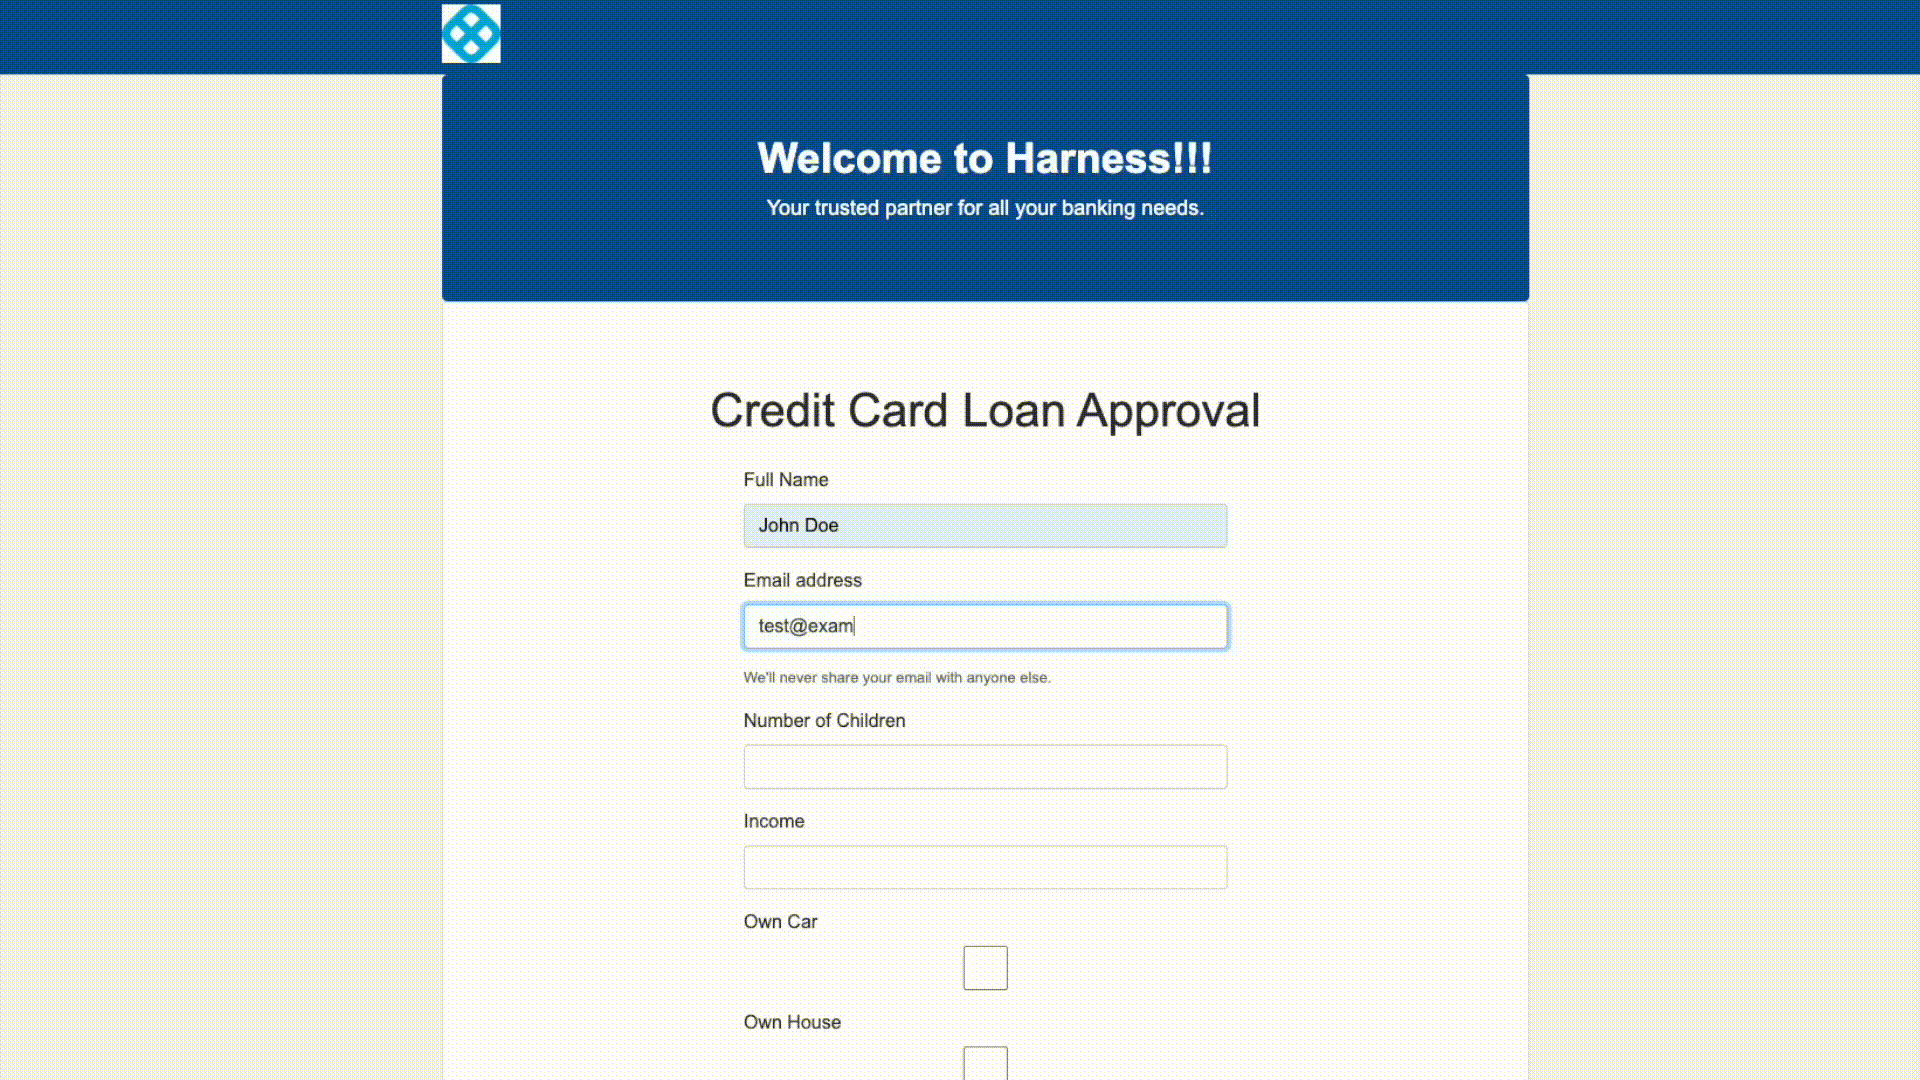 Welcome to Harness!!!
Your trusted partner for all your banking needs.
Credit Card Loan Approval
Full Name
John Doe
Email address
test@exam
We'll never share your email with anyone else.
Number of Children
Income
Own Car
Own House